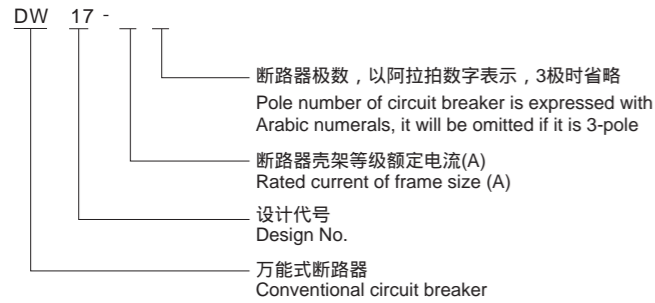 DW 17 -
断路器极数，以阿拉拍数字表示，3极时省略
Pole number of circuit breaker is expressed with
Arabic numerals, it will be omitted if it is 3-pole
断路器壳架等级额定电流(A)
Rated current of frame size (A)
设计代号
Design No.
万能式断路器
Conventional circuit breaker